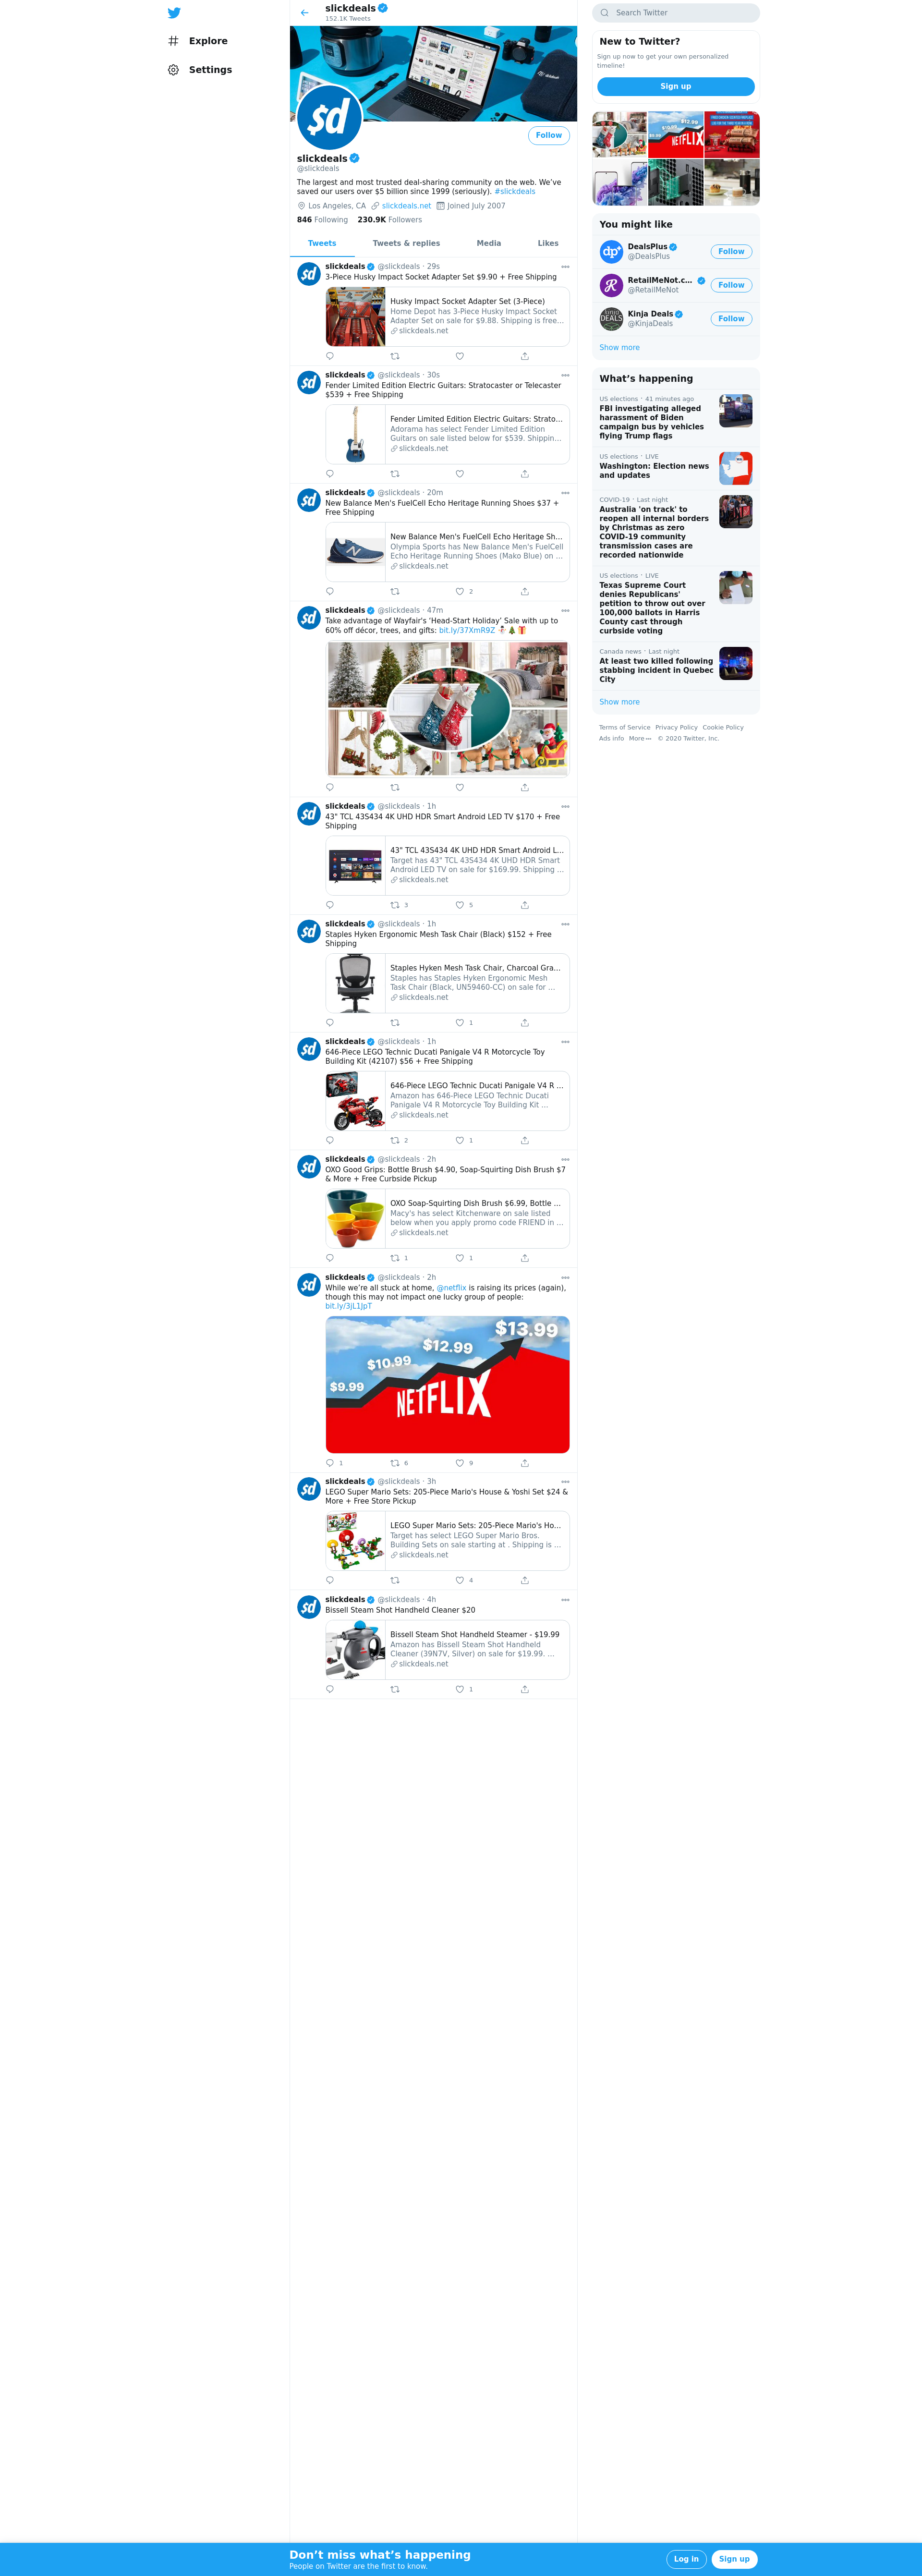 Explore
Settings
slickdeals
152.1K Tweets
$d
Follow
slickdeals
@slickdeals
The largest and most trusted deal-sharing community on the web. We’ve
saved our users over $5 billion since 1999 (seriously). #slickdeals
Los Angeles, CA slickdeals.net Joined July 2007
846 Following 230.9K Followers
Tweets Tweets & replies Media Likes
slickdeals @slickdeals · 29s
3-Piece Husky Impact Socket Adapter Set $9.90 + Free Shipping
Husky Impact Socket Adapter Set (3-Piece)
Home Depot has 3-Piece Husky Impact Socket
Adapter Set on sale for $9.88. Shipping is free...
slickdeals.net
slickdeals @slickdeals · 30s
Fender Limited Edition Electric Guitars: Stratocaster or Telecaster
$539 + Free Shipping
Fender Limited Edition Electric Guitars: Strato...
Adorama has select Fender Limited Edition
Guitars on sale listed below for $539. Shippin...
slickdeals.net
slickdeals @slickdeals · 20m
New Balance Men's FuelCell Echo Heritage Running Shoes $37 +
Free Shipping
New Balance Men's FuelCell Echo Heritage Sh...
Olympia Sports has New Balance Men's FuelCell
Echo Heritage Running Shoes (Mako Blue) on ...
slickdeals.net
2
slickdeals @slickdeals · 47m
Take advantage of Wayfair's ‘Head-Start Holiday’ Sale with up to
60% off décor, trees, and gifts: bit.ly/37XmR9Z
slickdeals @slickdeals · 1h
43" TCL 43S434 4K UHD HDR Smart Android LED TV $170 + Free
Shipping
43" TCL 43S434 4K UHD HDR Smart Android L...
Target has 43" TCL 43S434 4K UHD HDR Smart
Android LED TV on sale for $169.99. Shipping ...
slickdeals.net
3 5
slickdeals @slickdeals · 1h
Staples Hyken Ergonomic Mesh Task Chair (Black) $152 + Free
Shipping
Staples Hyken Mesh Task Chair, Charcoal Gra...
Staples has Staples Hyken Ergonomic Mesh
Task Chair (Black, UN59460-CC) on sale for ...
slickdeals.net
1
slickdeals @slickdeals · 1h
646-Piece LEGO Technic Ducati Panigale V4 R Motorcycle Toy
Building Kit (42107) $56 + Free Shipping
646-Piece LEGO Technic Ducati Panigale V4 R ...
Amazon has 646-Piece LEGO Technic Ducati
Panigale V4 R Motorcycle Toy Building Kit ...
slickdeals.net
2 1
slickdeals @slickdeals · 2h
OXO Good Grips: Bottle Brush $4.90, Soap-Squirting Dish Brush $7
& More + Free Curbside Pickup
OXO Soap-Squirting Dish Brush $6.99, Bottle ...
Macy's has select Kitchenware on sale listed
below when you apply promo code FRIEND in ...
slickdeals.net
1 1
slickdeals @slickdeals · 2h
While we’re all stuck at home, @netflix is raising its prices (again),
though this may not impact one lucky group of people:
bit.ly/3jL1JpT
$9.99 $10.99 $12.99 $13.99
NETFLIX
1 6 9
slickdeals @slickdeals · 3h
LEGO Super Mario Sets: 205-Piece Mario's House & Yoshi Set $24 &
More + Free Store Pickup
LEGO Super Mario Sets: 205-Piece Mario's Ho...
Target has select LEGO Super Mario Bros.
Building Sets on sale starting at . Shipping is ...
slickdeals.net
4
slickdeals @slickdeals · 4h
Bissell Steam Shot Handheld Cleaner $20
Bissell Steam Shot Handheld Steamer - $19.99
Amazon has Bissell Steam Shot Handheld
Cleaner (39N7V, Silver) on sale for $19.99. ...
slickdeals.net
1
Search Twitter
New to Twitter?
Sign up now to get your own personalized
timeline!
Sign up
$12.99
NETFLIX
You might like
dp+
DealsPlus
@DealsPlus
Follow
RetailMeNot.c...
@RetailMeNot
Follow
KINJA
DEALS
Kinja Deals
@KinjaDeals
Follow
Show more
What’s happening
US elections · 41 minutes ago
FBI investigating alleged
harassment of Biden
campaign bus by vehicles
flying Trump flags
US elections · LIVE
Washington: Election news
and updates
COVID-19 · Last night
Australia 'on track' to
reopen all internal borders
by Christmas as zero
COVID-19 community
transmission cases are
recorded nationwide
US elections · LIVE
Texas Supreme Court
denies Republicans'
petition to throw out over
100,000 ballots in Harris
County cast through
curbside voting
Canada news · Last night
At least two killed following
stabbing incident in Quebec
City
Show more
Terms of Service Privacy Policy Cookie Policy
Ads info More © 2020 Twitter, Inc.
Don’t miss what’s happening
People on Twitter are the first to know.
Log in
Sign up